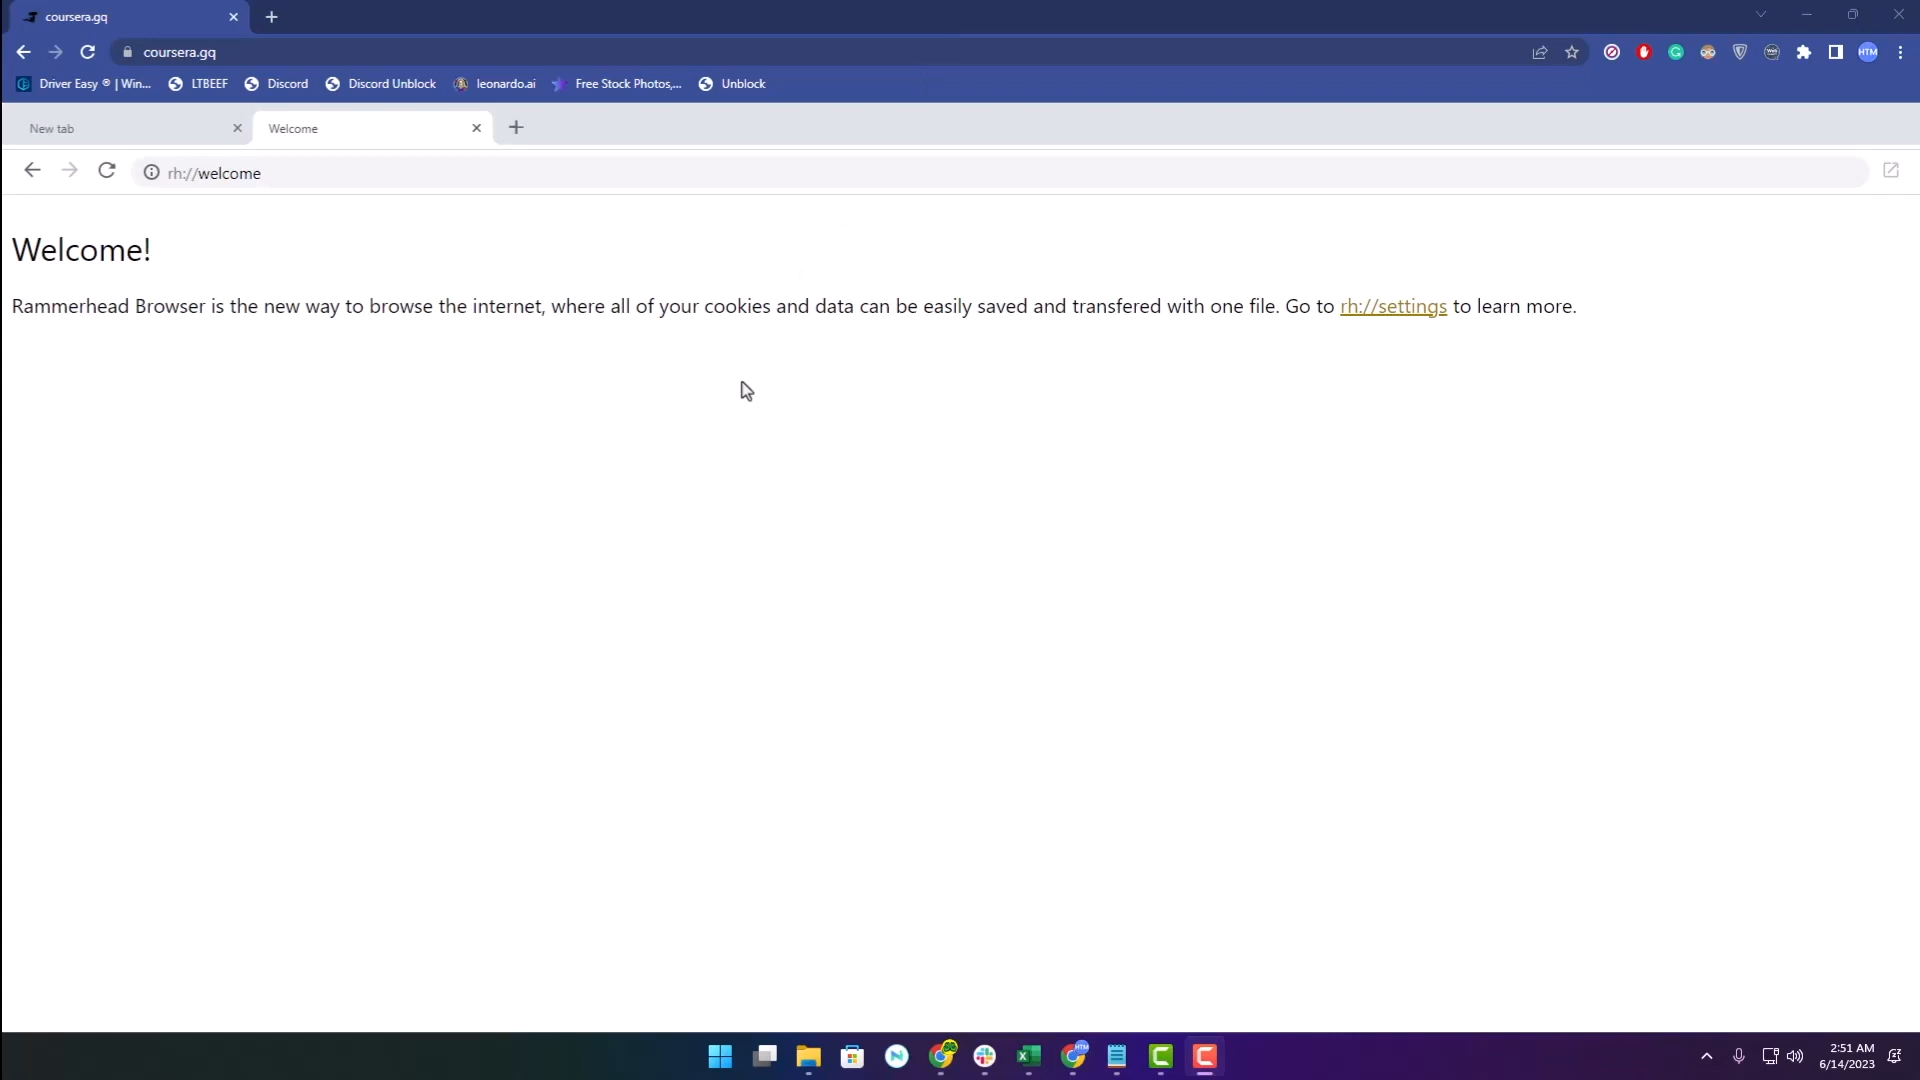 coursera.gq
coursera.gq
Driver Easy ® | Win... LTBEEF Discord Discord Unblock leonardo.ai Free Stock Photos,... Unblock
New tab Welcome
rh://welcome
Welcome!
Rammerhead Browser is the new way to browse the internet, where all of your cookies and data can be easily saved and transfered with one file. Go to rh://settings to learn more.
2:51 AM
6/14/2023